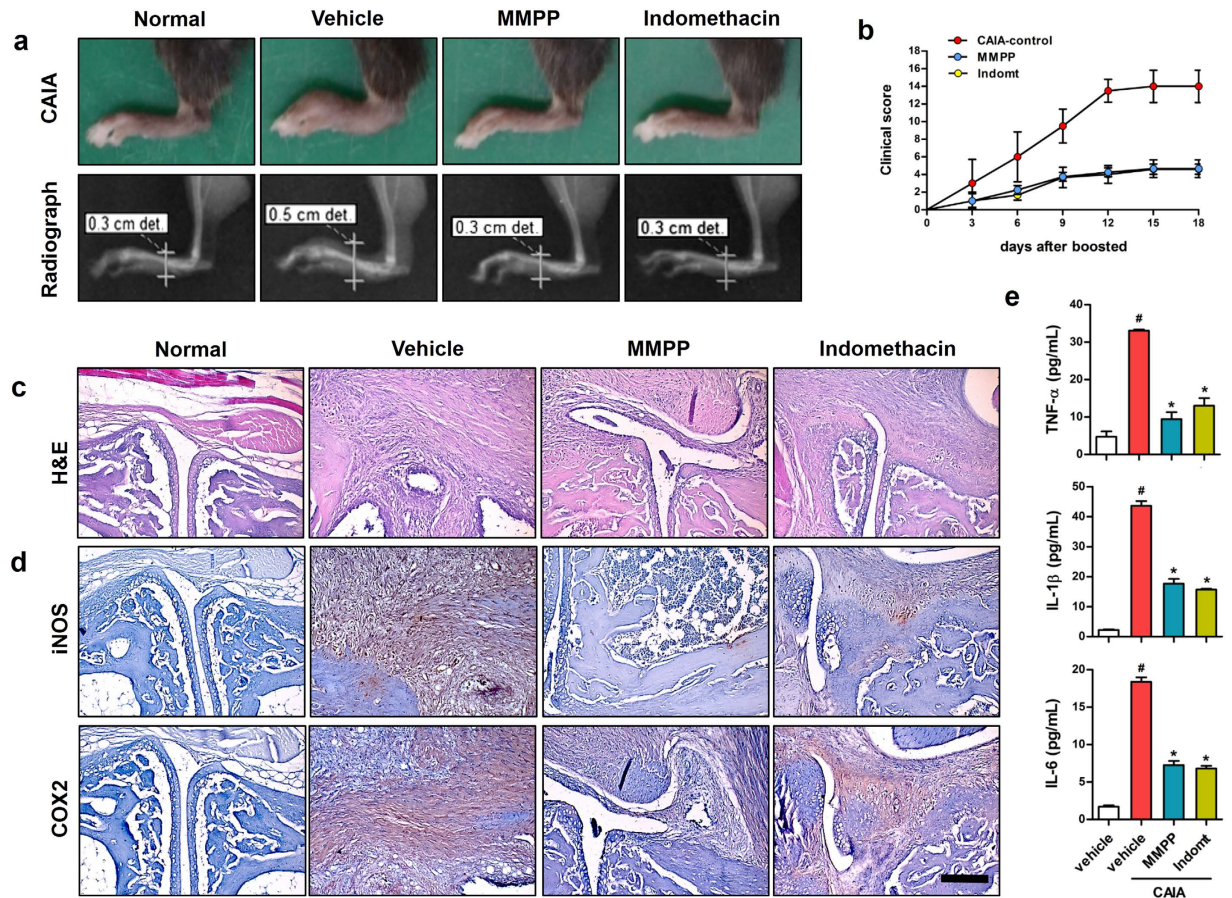 a
Normal
Vehicle
MMPP
Indomethacin
CAIA
Radiograph
0.3 cm det.
0.5 cm det.
0.3 cm det.
0.3 cm det.
b
CAIA-control
MMPP
Indomt
Clinical score
18
16
14
12
10
8
6
4
2
0
0
3
6
9
12
15
18
days after boosted
Normal
Vehicle
MMPP
Indomethacin
c
H&E
d
iNOS
COX2
e
TNF-α (pg/mL)
40
30
20
10
0
#
*
*
IL-1β (pg/mL)
50
40
30
20
10
0
#
*
*
IL-6 (pg/mL)
20
15
10
5
0
#
*
*
vehicle
vehicle
MMPP
Indomt
CAIA